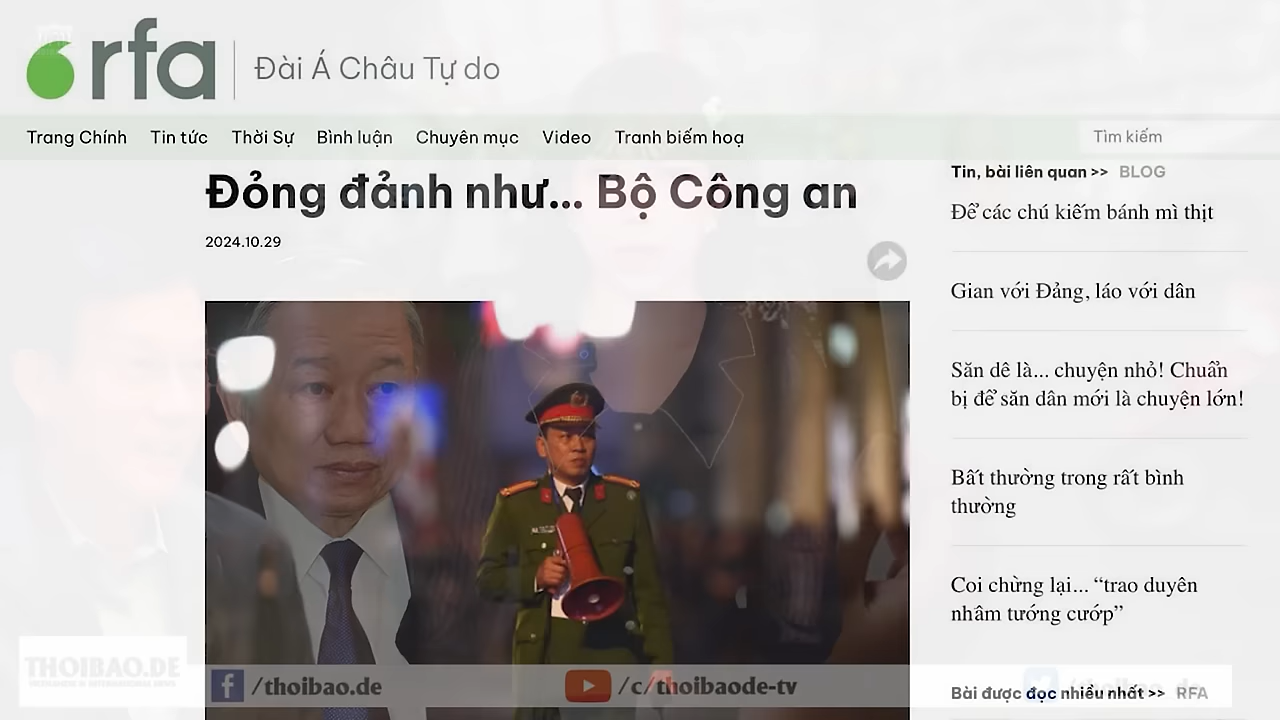 rfa Đài Á Châu Tự do
Trang Chính Tin tức Thời Sự Bình luận Chuyên mục Video Tranh biếm hoạ Tìm kiếm
Đỏng đảnh như... Bộ Công an
2024.10.29
Tin, bài liên quan >> BLOG
Để các chú kiếm bánh mì thịt
Gian với Đảng, láo với dân
Săn dê là... chuyện nhỏ! Chuẩn
bị để săn dân mới là chuyện lớn!
Bất thường trong rất bình
thường
Coi chừng lại... “trao duyên
nhầm tướng cướp”
Bài được đọc nhiều nhất >> RFA
THOIBAO.DE
/thoibao.de
/c/thoibaode-tv
/thoibao_de